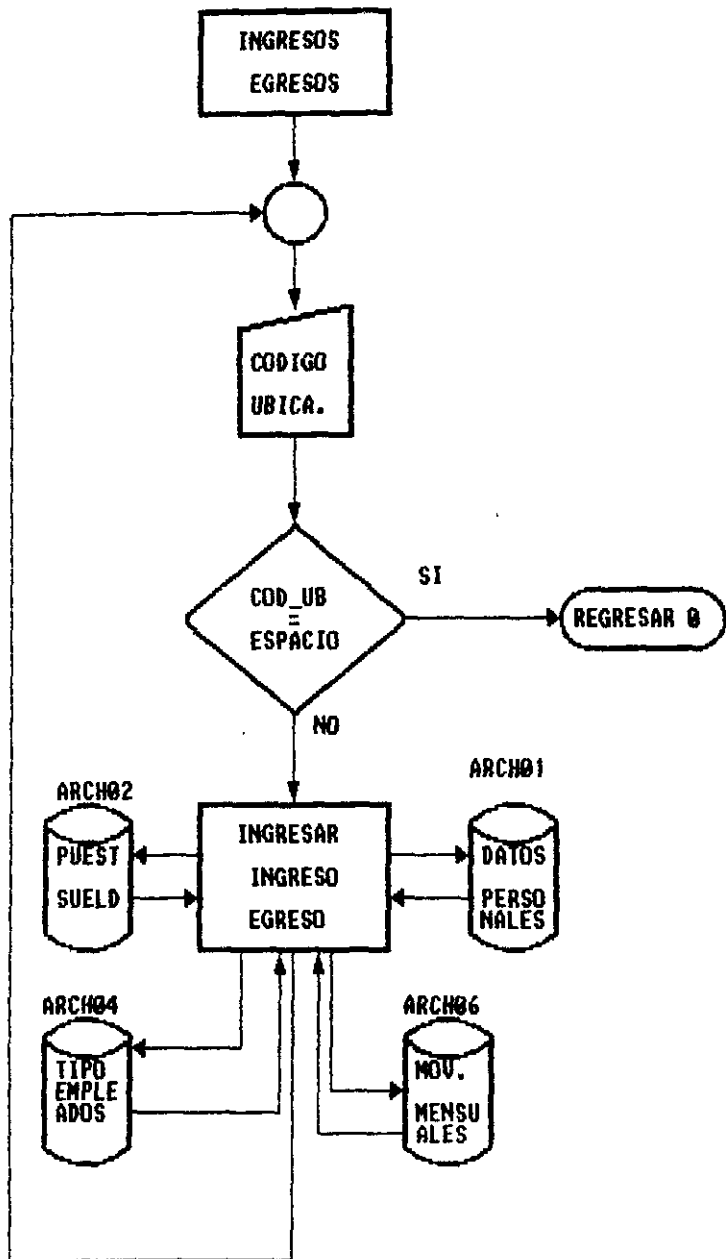 INGRESOS
EGRESOS
CODIGO
UBICA.
COD_UB
=
ESPACIO
SI
REGRESAR 0
NO
ARCH02
PUEST
SUELD
INGRESAR
INGRESO
EGRESO
ARCH01
DATOS
PERSO
NALES
ARCH04
TIPO
EMPLE
ADOS
ARCH06
MOV.
MENSU
ALES